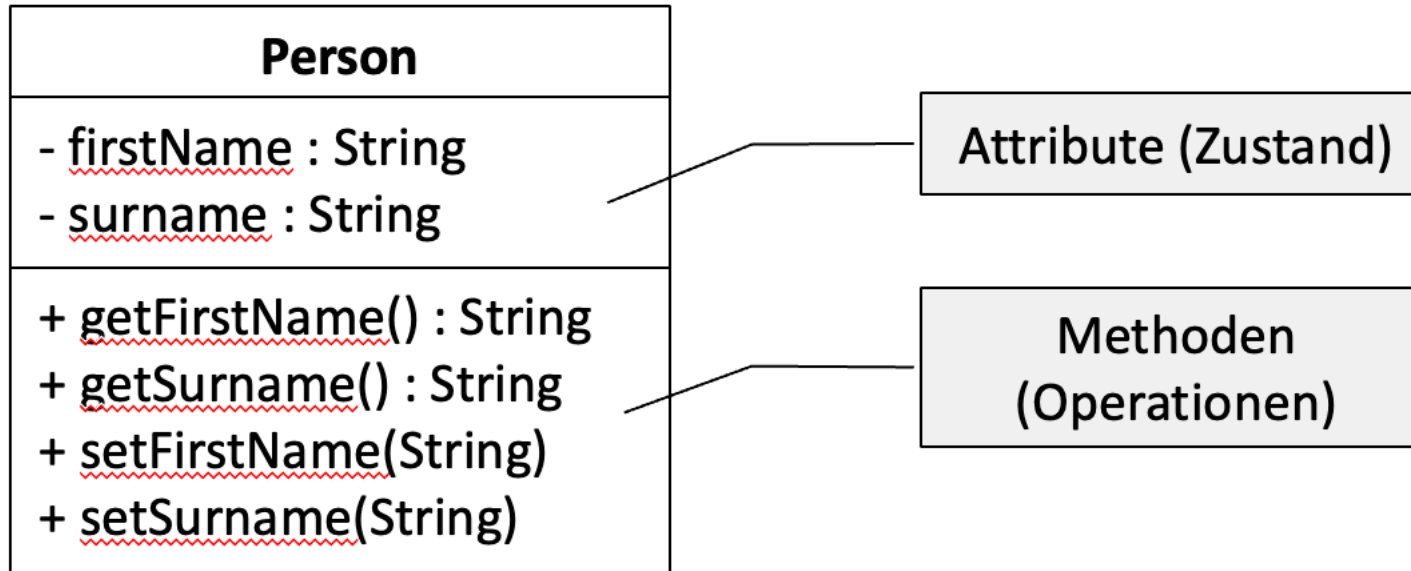 Person
- firstName : String
- surname : String
+ getFirstName() : String
+ getSurname() : String
+ setFirstName(String)
+ setSurname(String)
Attribute (Zustand)
Methoden
(Operationen)